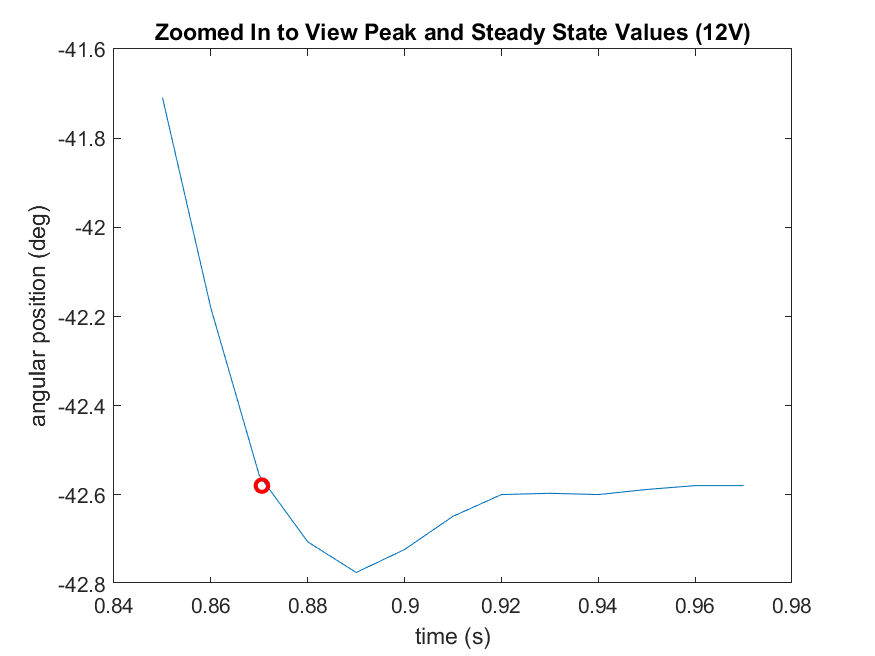 Zoomed In to View Peak and Steady State Values (12V)
-41.6
-41.8
-42
-42.2
-42.4
-42.6
-42.8
angular position (deg)
0.84 0.86 0.88 0.9 0.92 0.94 0.96 0.98
time (s)